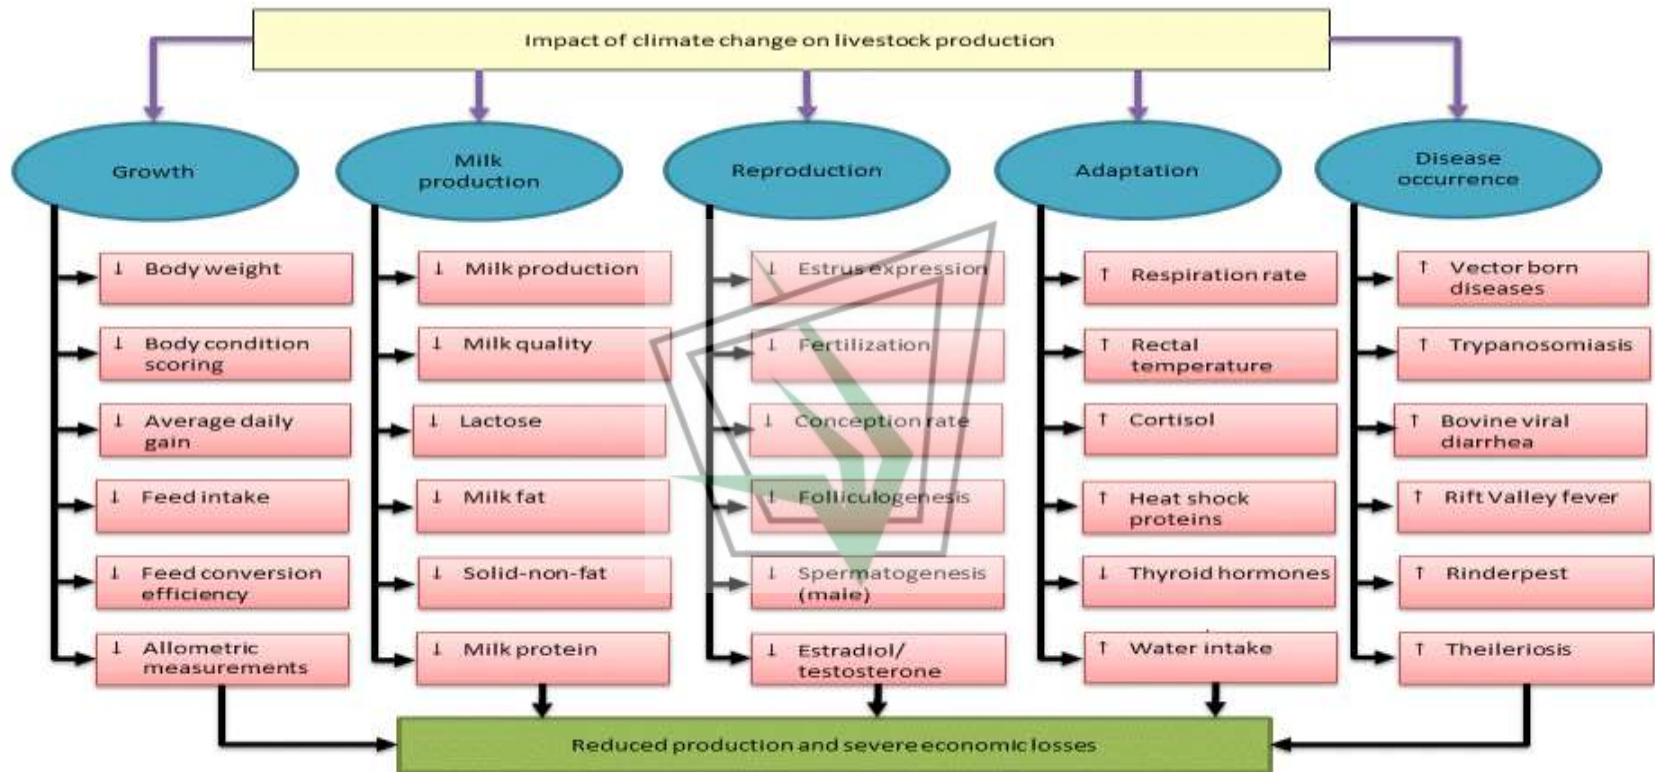 Impact of climate change on livestock production
Growth
Milk
production
Reproduction
Adaptation
Disease
occurrence
↓ Body weight
↓ Body condition
scoring
↓ Average daily
gain
↓ Feed intake
↓ Feed conversion
efficiency
↓ Allometric
measurements
↓ Milk production
↓ Milk quality
↓ Lactose
↓ Milk fat
↓ Solid-non-fat
↓ Milk protein
↓ Estrus expression
↓ Fertilization
↓ Conception rate
↓ Folliculogenesis
↓ Spermatogenesis
(male)
↓ Estradiol/
testosterone
↑ Respiration rate
↑ Rectal
temperature
↑ Cortisol
↑ Heat shock
proteins
↓ Thyroid hormones
↑ Water intake
↑ Vector born
diseases
↑ Trypanosomiasis
↑ Bovine viral
diarrhea
↑ Rift Valley fever
↑ Rinderpest
↑ Theileriosis
Reduced production and severe economic losses